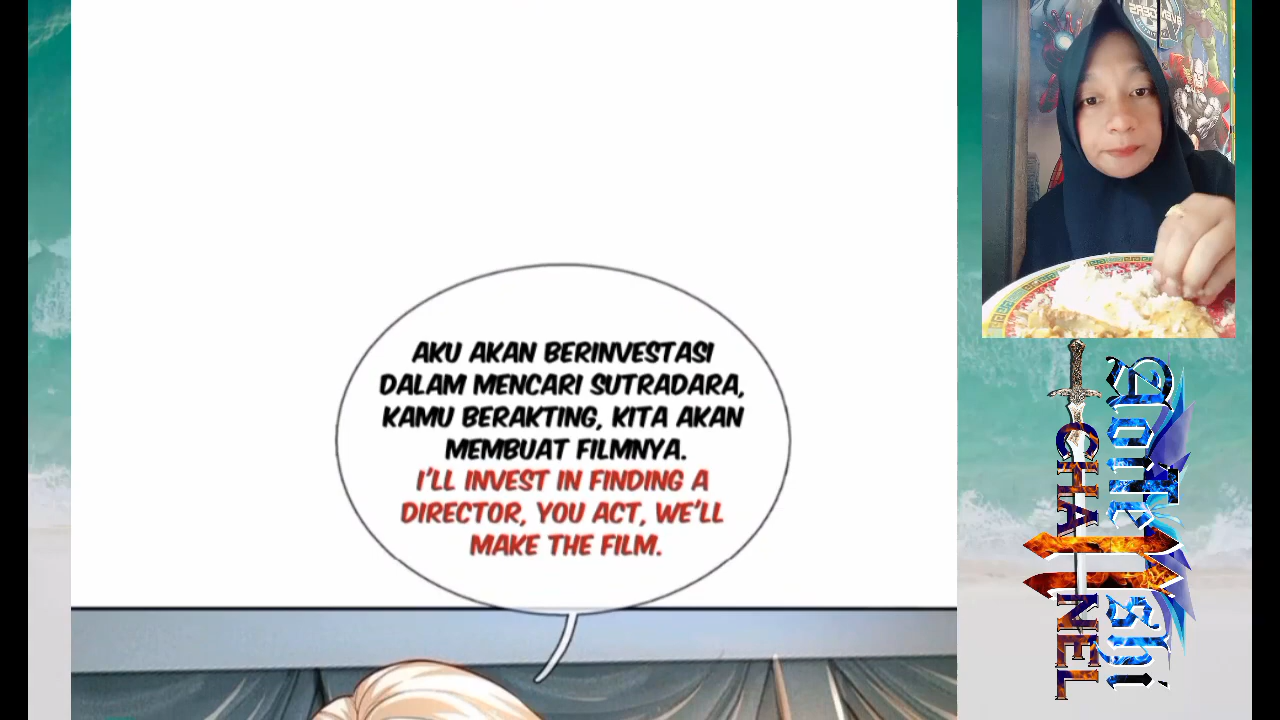 AKU AKAN BERINVESTASI
DALAM MENCARI SUTRADARA,
KAMU BERAKTING, KITA AKAN
MEMBUAT FILMNYA.
I'LL INVEST IN FINDING A
DIRECTOR, YOU ACT, WE'LL
MAKE THE FILM.
CHANNEL